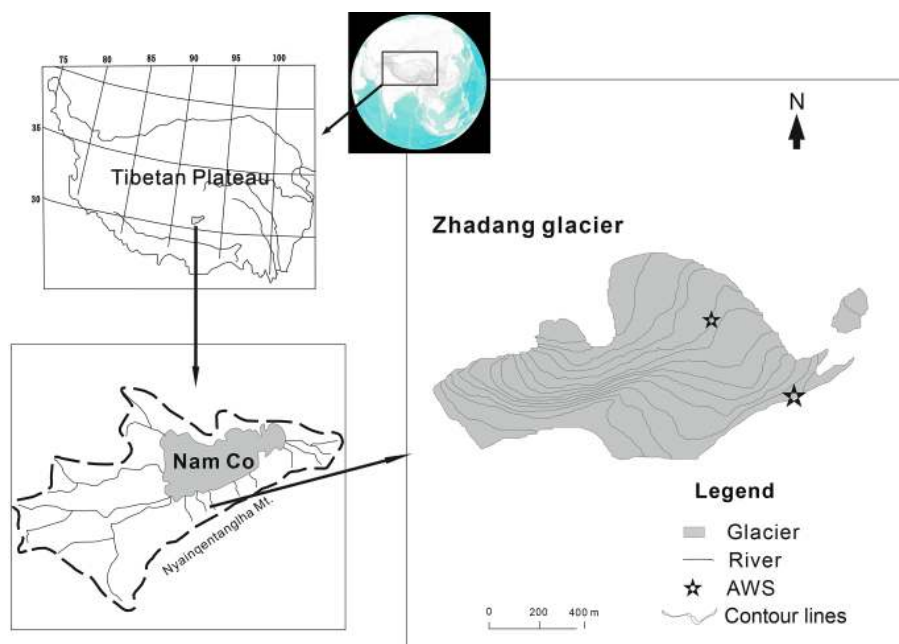 75 80 85 90 95 100
35
30
Tibetan Plateau
N
Zhadang glacier
Nam Co
Nyainqentanglha Mt.
Legend
Glacier
River
AWS
Contour lines
0 200 400 m